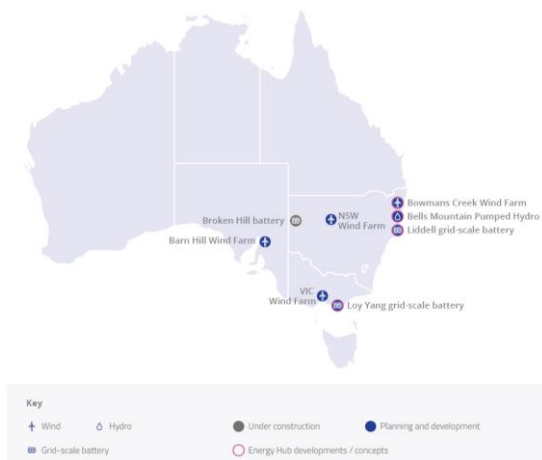 Bowmans Creek Wind Farm
Bells Mountain Pumped Hydro
Liddell grid-scale battery
Broken Hill battery
NSW
Wind Farm
Barn Hill Wind Farm
VIC
Wind Farm
Loy Yang grid-scale battery
Key
Wind
Hydro
Under construction
Planning and development
Grid-scale battery
Energy Hub developments / concepts